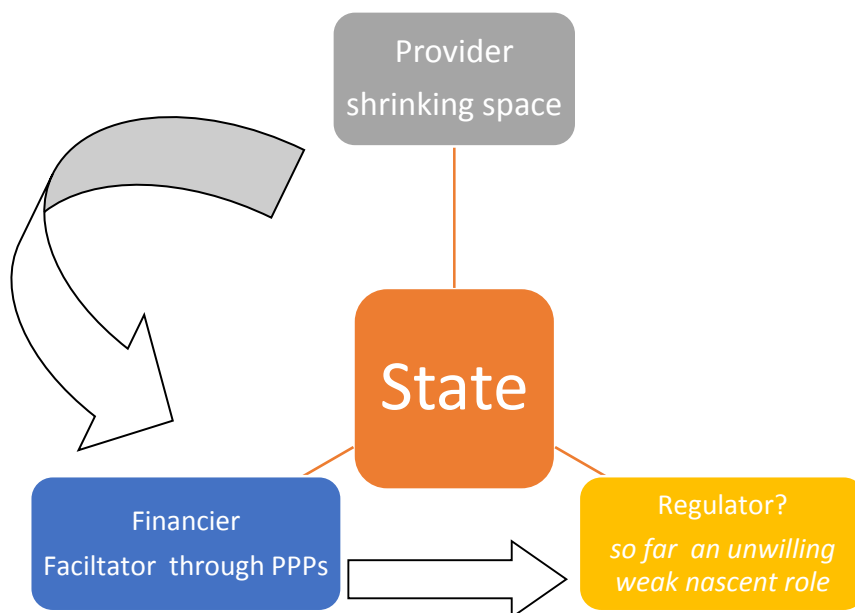 Provider
shrinking space
State
Financier
Faciltator through PPPs
Regulator?
so far an unwilling
weak nascent role